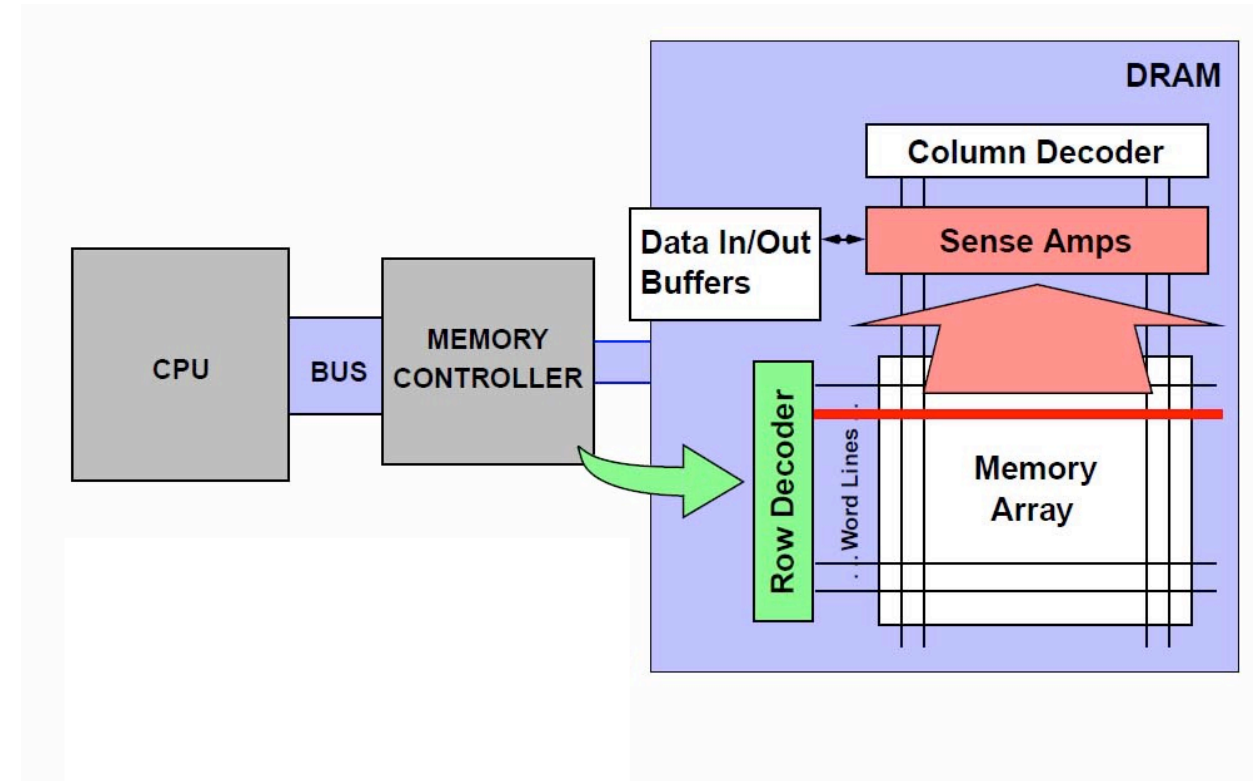 DRAM
Column Decoder
Data In/Out
Buffers
Sense Amps
CPU
BUS
MEMORY
CONTROLLER
Row Decoder
. . .Word Lines . . .
Memory
Array